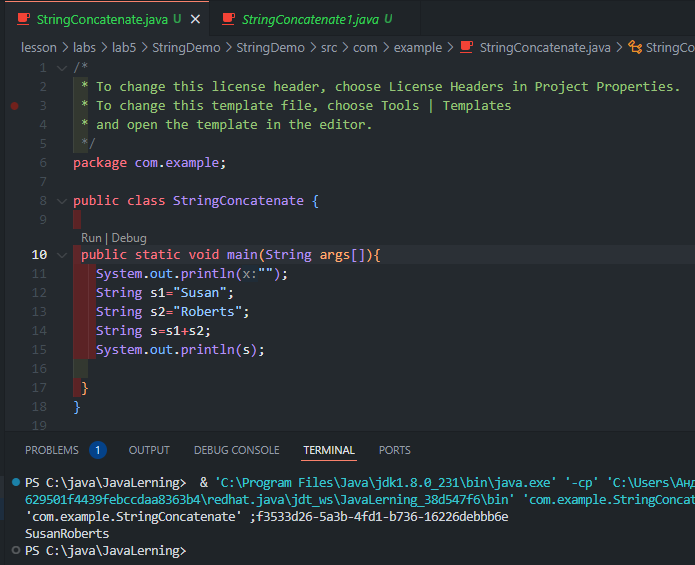 StringConcatenate.java U StringConcatenate1.java U
lesson > labs > lab5 > StringDemo > StringDemo > src > com > example > StringConcatenate.java > StringCo
1 /*
2 * To change this license header, choose License Headers in Project Properties.
3 * To change this template file, choose Tools | Templates
4 * and open the template in the editor.
5 */
6 package com.example;
7
8 public class StringConcatenate {
9
Run | Debug
10 public static void main(String args[]){
11 System.out.println(x:"");
12 String s1="Susan";
13 String s2="Roberts";
14 String s=s1+s2;
15 System.out.println(s);
16
17 }
18 }
19
PROBLEMS 1 OUTPUT DEBUG CONSOLE TERMINAL PORTS
PS C:\java\JavaLerning> & 'C:\Program Files\Java\jdk1.8.0_231\bin\java.exe' '-cp' 'C:\Users\Анд
629501f4439febccdaa8363b4\redhat.java\jdt_ws\JavaLerning_38d547f6\bin' 'com.example.StringConcat
'com.example.StringConcatenate' ;f3533d26-5a3b-4fd1-b736-16226debbb6e
SusanRoberts
PS C:\java\JavaLerning>